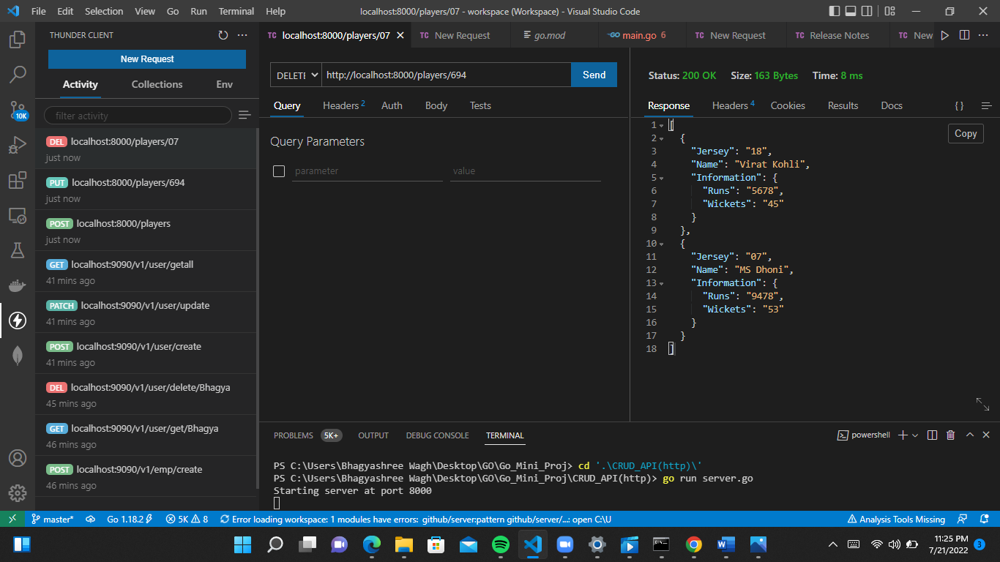 File Edit Selection View Go Run Terminal Help localhost:8000/players/07 - workspace (Workspace) - Visual Studio Code
THUNDER CLIENT
New Request
Activity Collections Env
filter activity
DEL localhost:8000/players/07
just now
PUT localhost:8000/players/694
just now
POST localhost:8000/players
just now
GET localhost:9090/v1/user/getall
41 mins ago
PATCH localhost:9090/v1/user/update
41 mins ago
POST localhost:9090/v1/user/create
41 mins ago
DEL localhost:9090/v1/user/delete/Bhagya
45 mins ago
GET localhost:9090/v1/user/get/Bhagya
46 mins ago
POST localhost:9090/v1/emp/create
46 mins ago
10K
TC localhost:8000/players/07 TC New Request go.mod GO main.go 6 TC New Request TC Release Notes TC New
DELETE http://localhost:8000/players/694 Send
Query Headers 2 Auth Body Tests
Query Parameters
parameter value
Status: 200 OK Size: 163 Bytes Time: 8 ms
Response Headers 4 Cookies Results Docs { }
Copy
1 [
2 {
3 "Jersey": "18",
4 "Name": "Virat Kohli",
5 "Information": {
6 "Runs": "5678",
7 "Wickets": "45"
8 }
9 },
10 {
11 "Jersey": "07",
12 "Name": "MS Dhoni",
13 "Information": {
14 "Runs": "9478",
15 "Wickets": "53"
16 }
17 }
18 ]
PROBLEMS 5K+ OUTPUT DEBUG CONSOLE TERMINAL powershell
PS C:\Users\Bhagyashree Wagh\Desktop\GO\Go_Mini_Proj> cd '.\CRUD_API(http)\'
PS C:\Users\Bhagyashree Wagh\Desktop\GO\Go_Mini_Proj\CRUD_API(http)> go run server.go
Starting server at port 8000
master* Go 1.18.2 5K 8 Error loading workspace: 1 modules have errors: github/server:pattern github/server/...: open C:\U Analysis Tools Missing
11:25 PM
7/21/2022 3